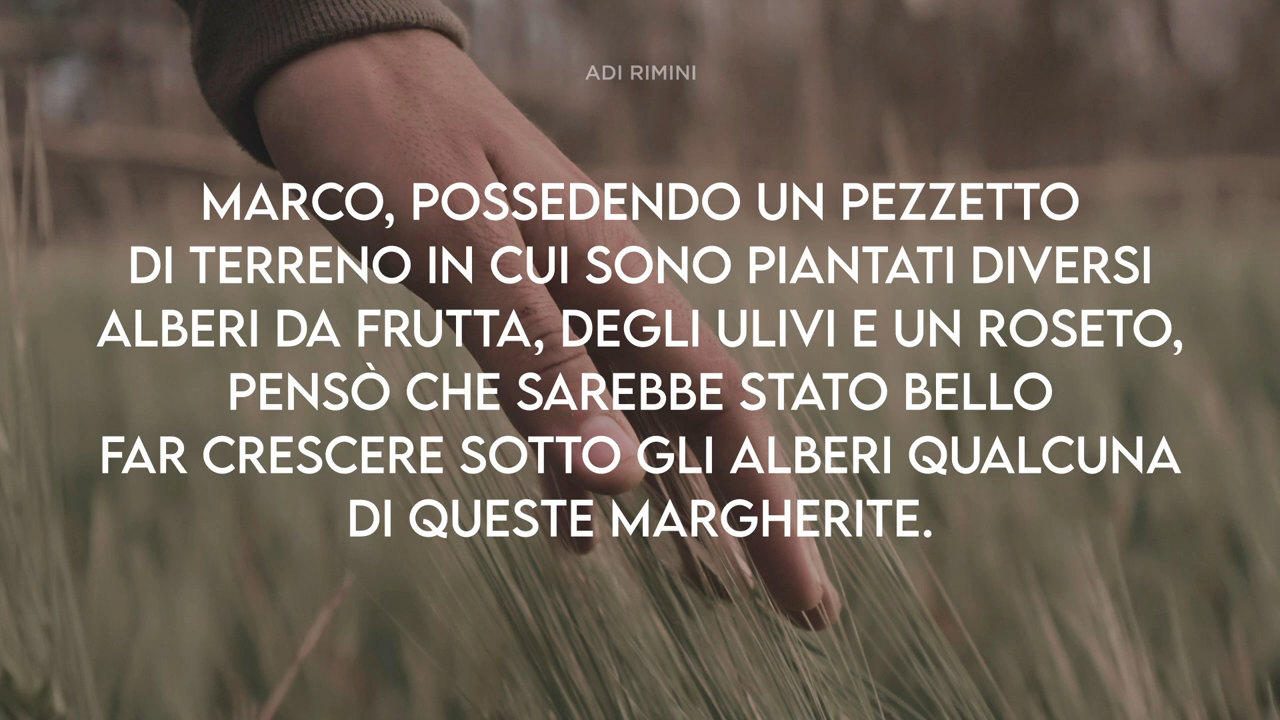 ADI RIMINI
MARCO, POSSEDENDO UN PEZZETTO
DI TERRENO IN CUI SONO PIANTATI DIVERSI
ALBERI DA FRUTTA, DEGLI ULIVI E UN ROSETO,
PENSÒ CHE SAREBBE STATO BELLO
FAR CRESCERE SOTTO GLI ALBERI QUALCUNA
DI QUESTE MARGHERITE.